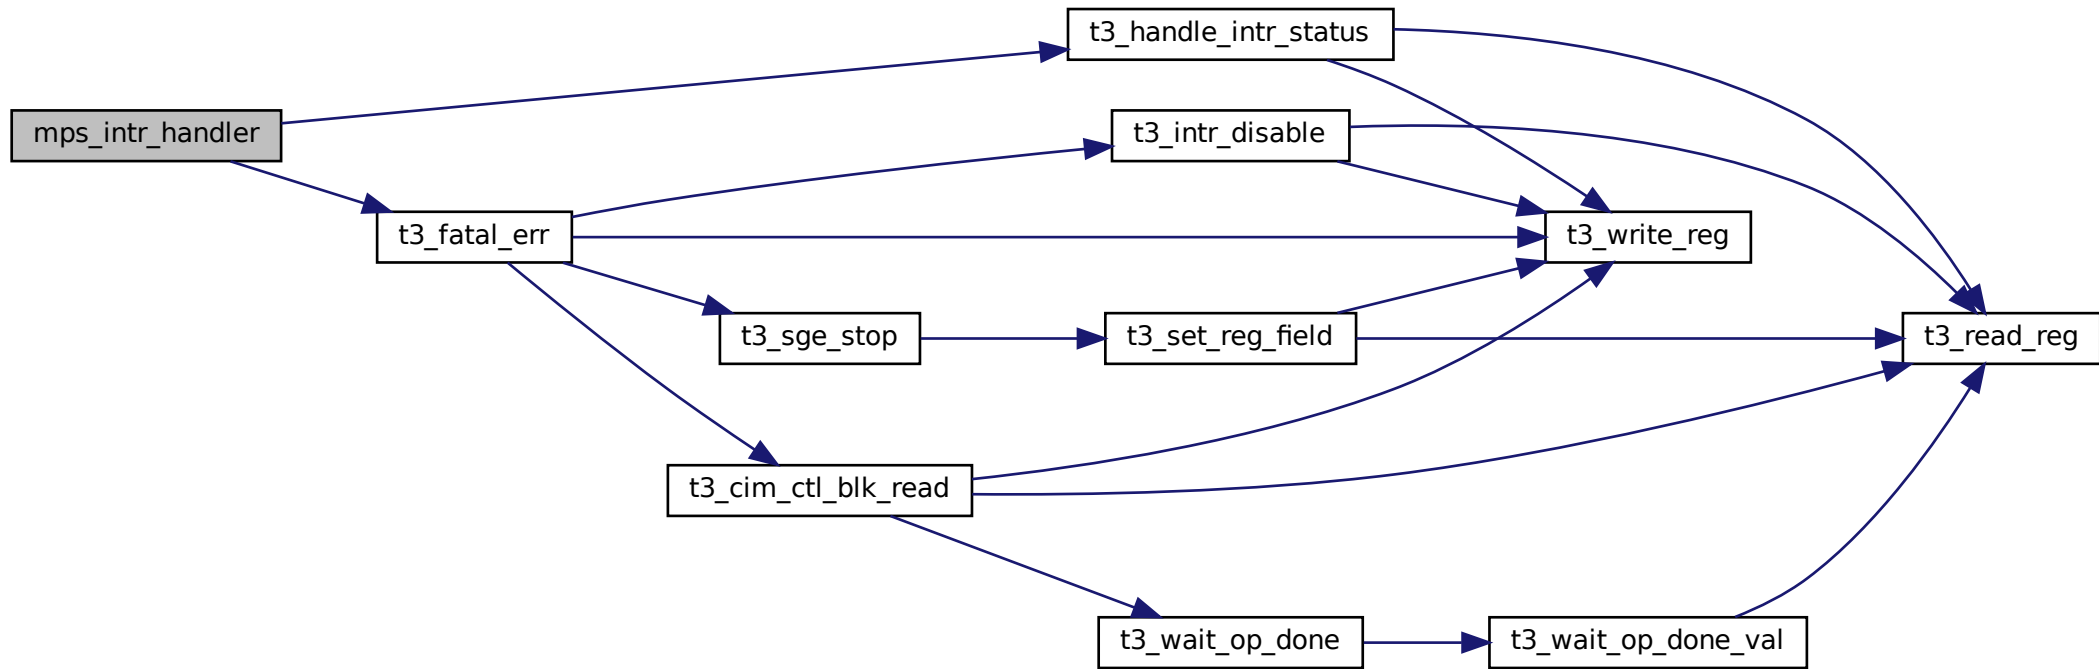 t3_handle_intr_status
mps_intr_handler
t3_intr_disable
t3_fatal_err
t3_write_reg
t3_sge_stop
t3_set_reg_field
t3_read_reg
t3_cim_ctl_blk_read
t3_wait_op_done
t3_wait_op_done_val